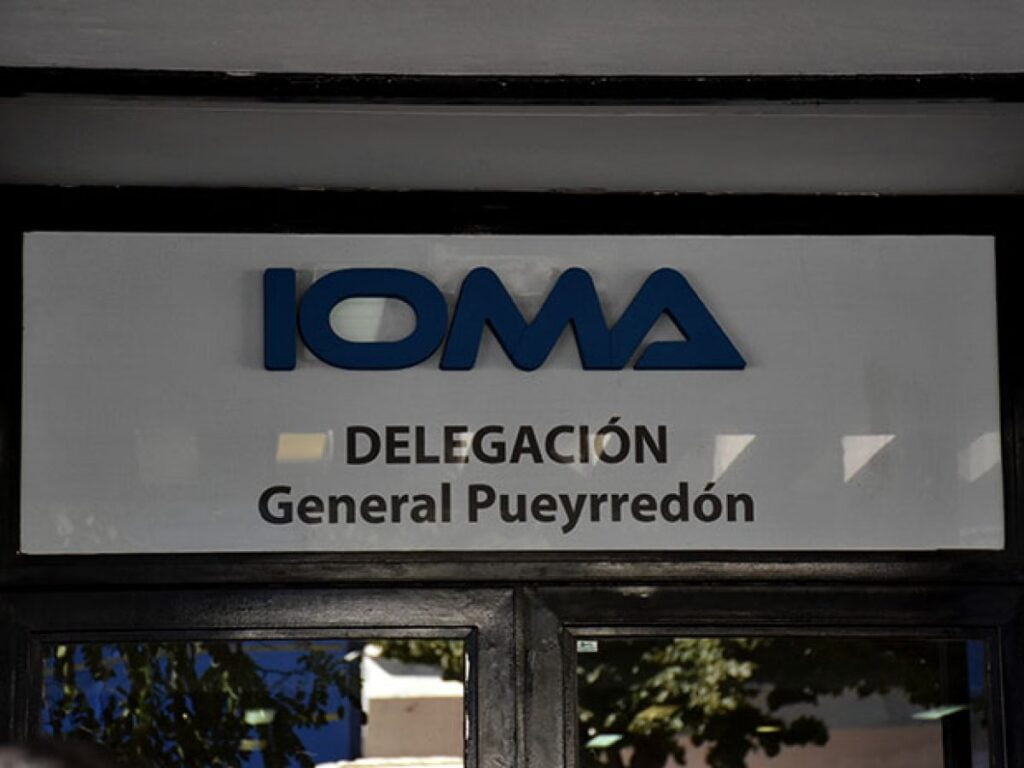 IOMA
DELEGACIÓN
General Pueyrredón